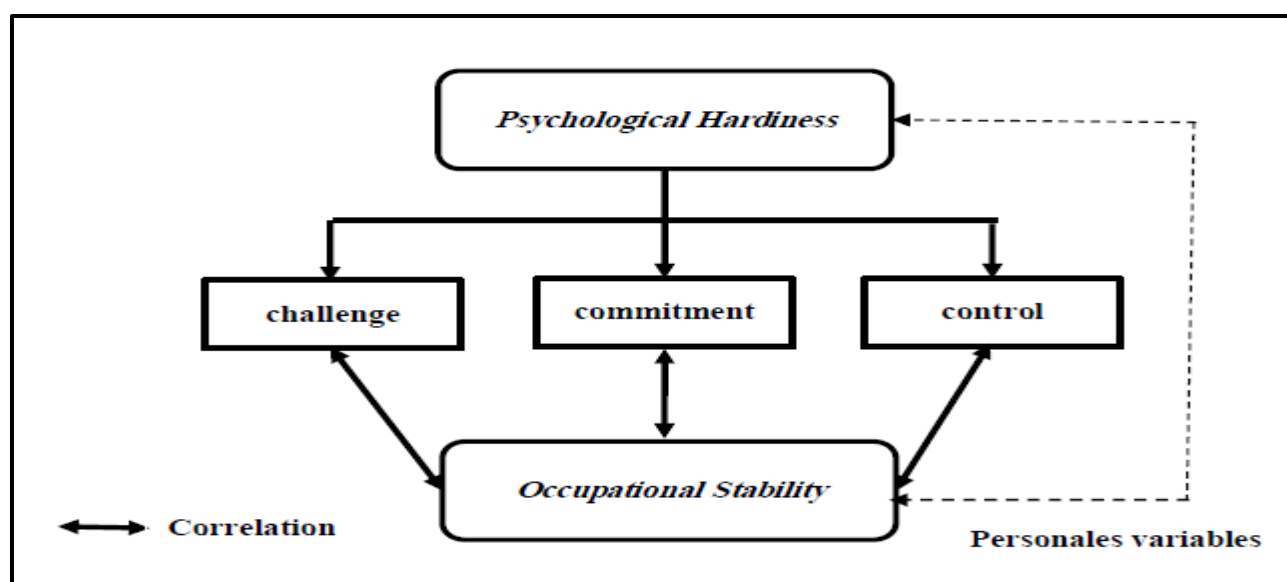 Psychological Hardiness
challenge
commitment
control
Occupational Stability
Correlation
Personales variables